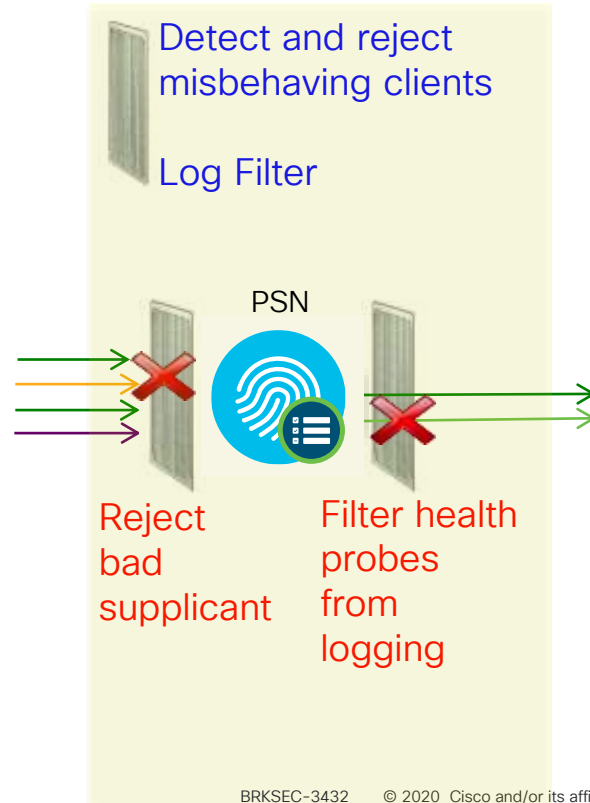 Detect and reject
misbehaving clients
Log Filter
PSN
Reject
bad
supplicant
Filter health
probes
from
logging
BRKSEC-3432 © 2020 Cisco and/or its affi